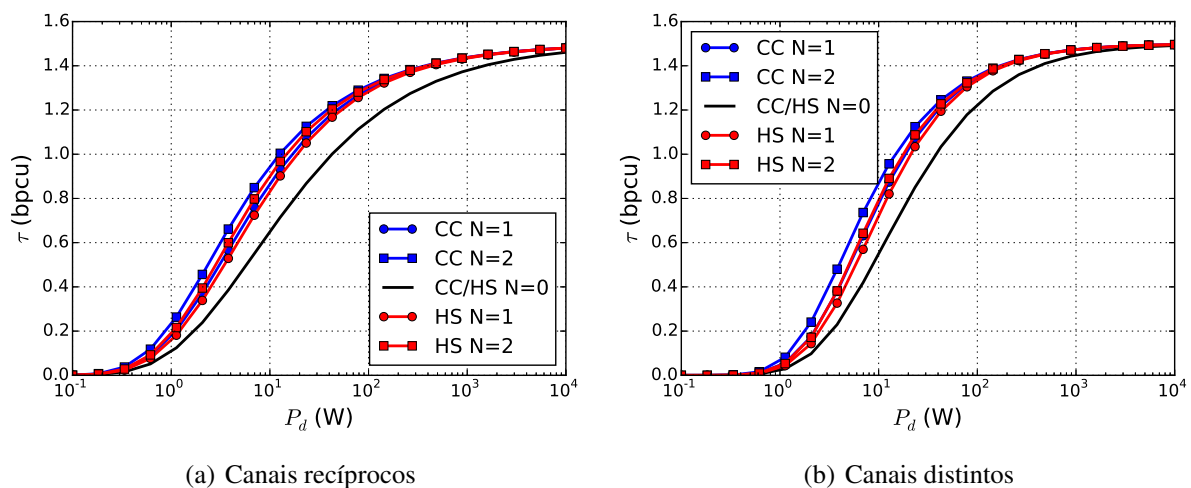 1.6
1.4
1.2
1.0
0.8
0.6
0.4
0.2
0.0
τ (bpcu)
10^-1 10^0 10^1 10^2 10^3 10^4
P_d (W)
CC N=1
CC N=2
CC/HS N=0
HS N=1
HS N=2
(a) Canais recíprocos
1.6
1.4
1.2
1.0
0.8
0.6
0.4
0.2
0.0
τ (bpcu)
10^-1 10^0 10^1 10^2 10^3 10^4
P_d (W)
CC N=1
CC N=2
CC/HS N=0
HS N=1
HS N=2
(b) Canais distintos